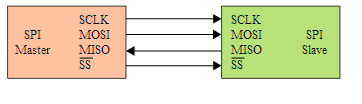 SCLK
SPI MOSI
Master MISO
SS
SCLK
MOSI SPI
MISO Slave
SS